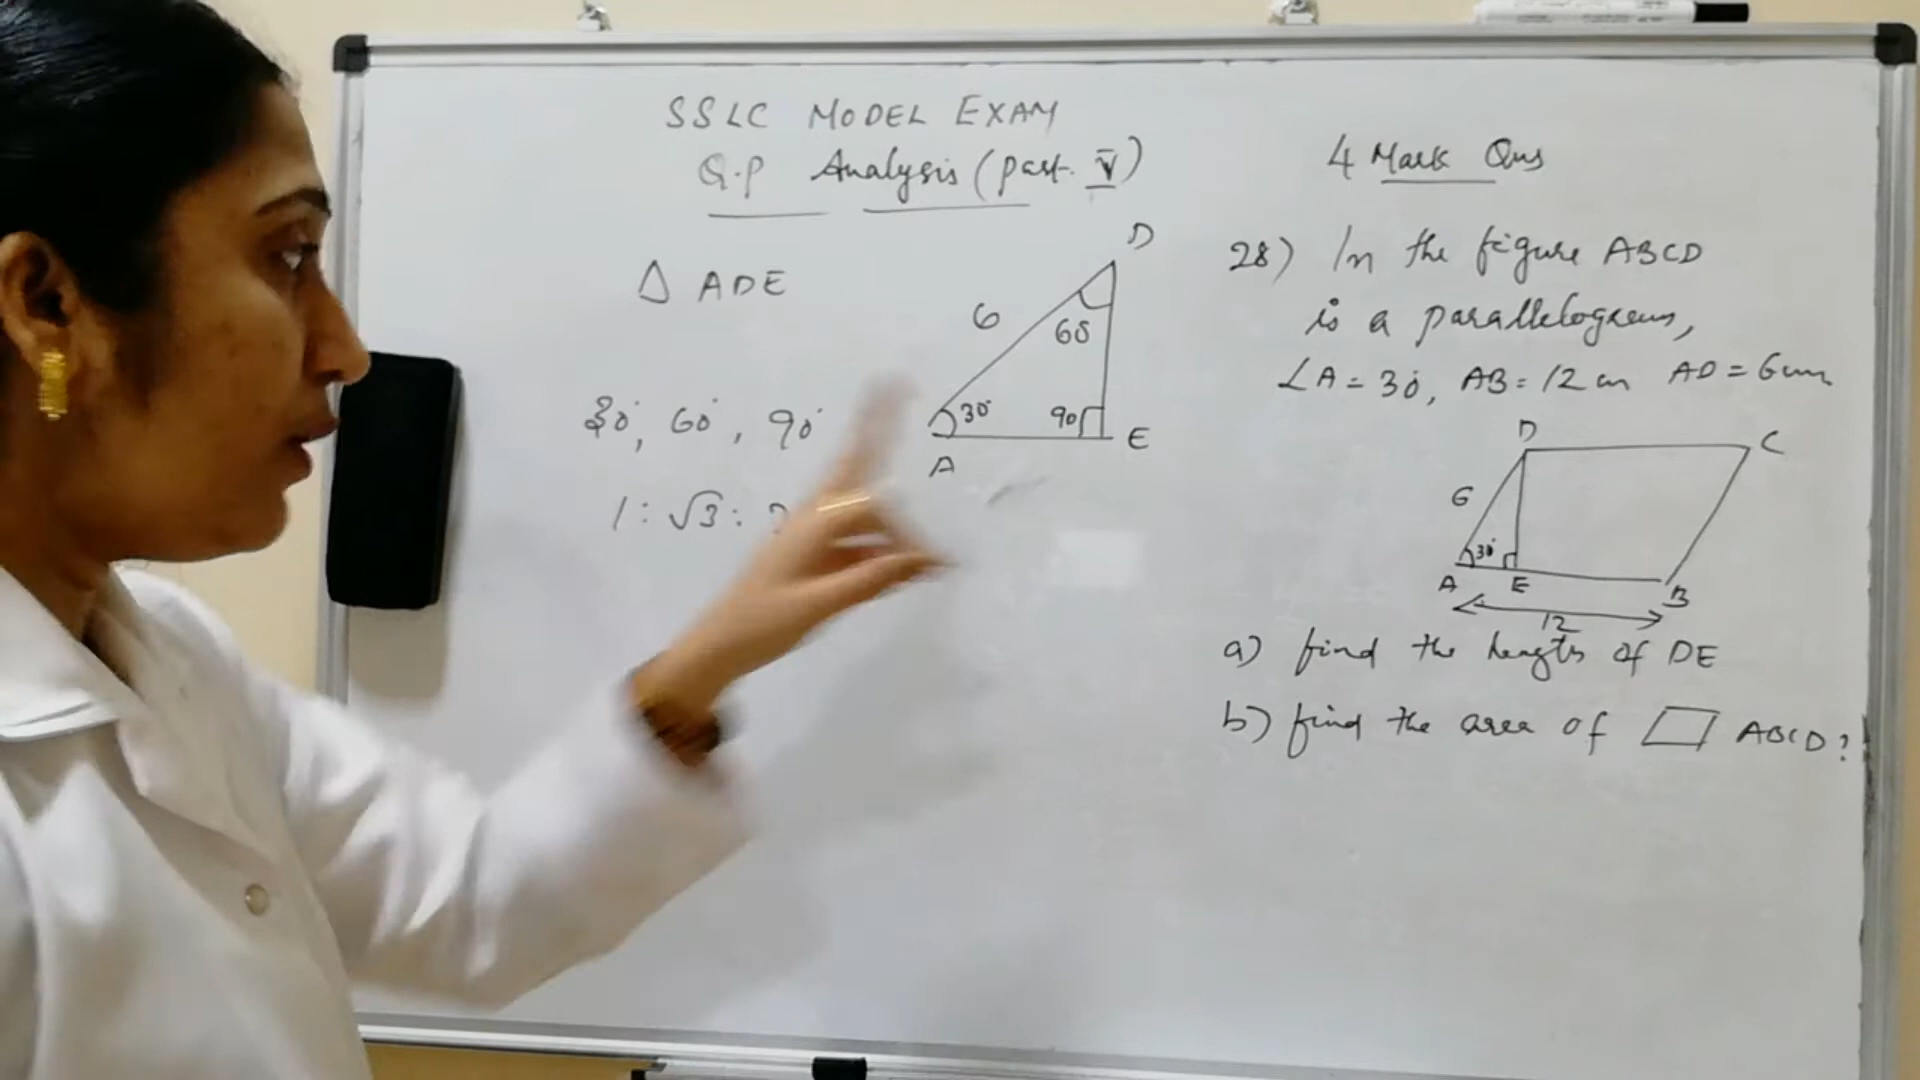 SSLC MODEL EXAM
Q.P Analysis (part. V)
△ ADE
30°, 60°, 90°
1 : √3 :
D
6
60°
30°
90
E
A
4 Mark Qns
28) In the figure ABCD
is a parallelogram,
∠A = 30°, AB = 12 cm AD = 6cm
D
C
6
30°
A
E
B
12
a) find the length of DE
b) find the area of ▱ ABCD?